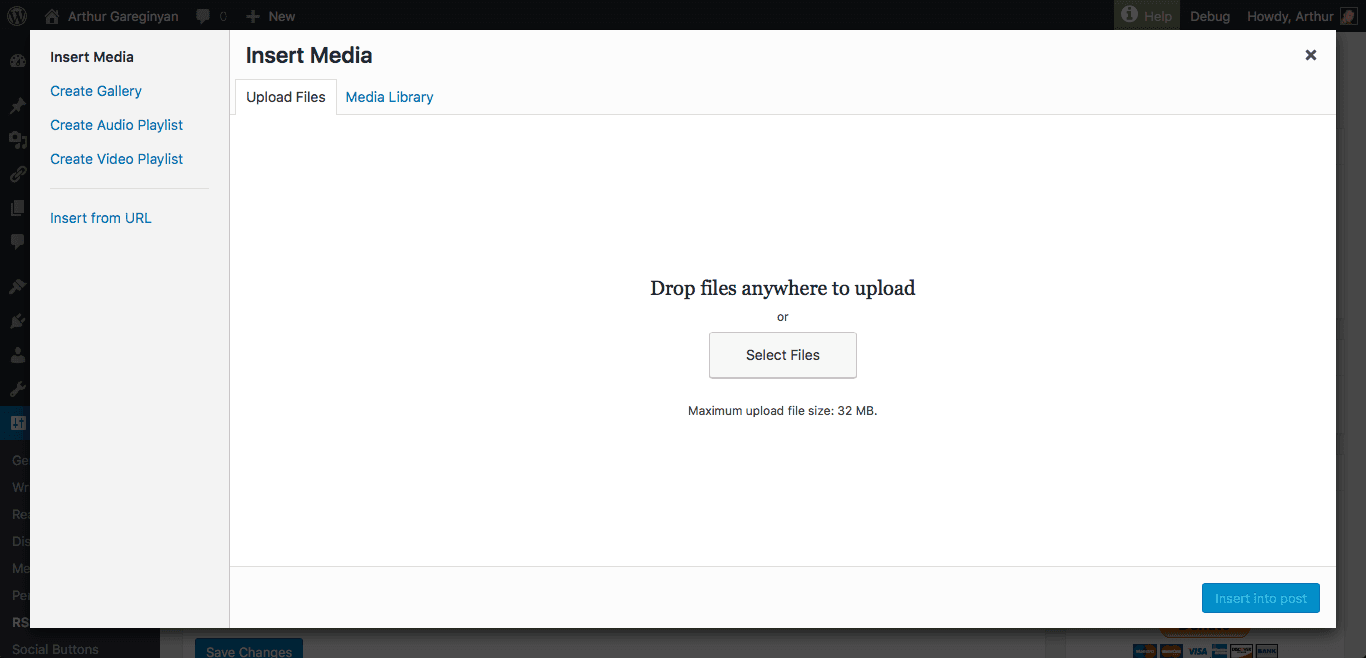 Arthur Gareginyan 0 New Help Debug Howdy, Arthur
Insert Media
Create Gallery
Create Audio Playlist
Create Video Playlist
Insert from URL
Insert Media
Upload Files Media Library
Drop files anywhere to upload
or
Select Files
Maximum upload file size: 32 MB.
Insert into post
Ge
Wr
Re
Dis
Me
Pe
RS
Social Buttons
Save Changes
VISA
BANK